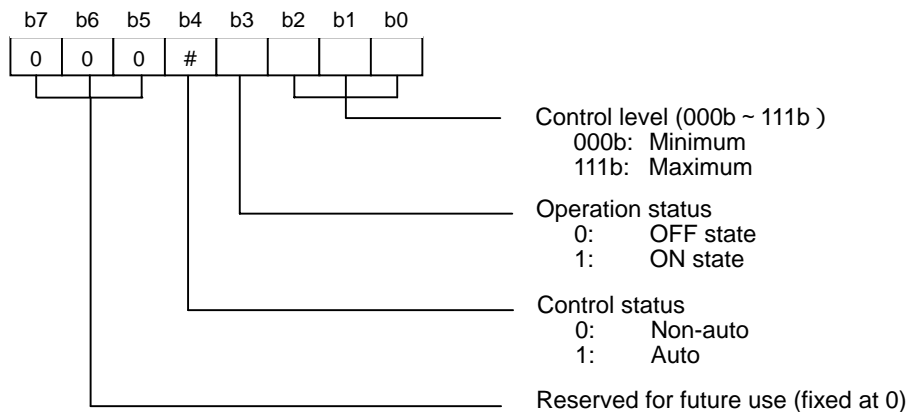 b7 b6 b5 b4 b3 b2 b1 b0
0 0 0 #
Control level (000b ~ 111b )
000b: Minimum
111b: Maximum
Operation status
0: OFF state
1: ON state
Control status
0: Non-auto
1: Auto
Reserved for future use (fixed at 0)